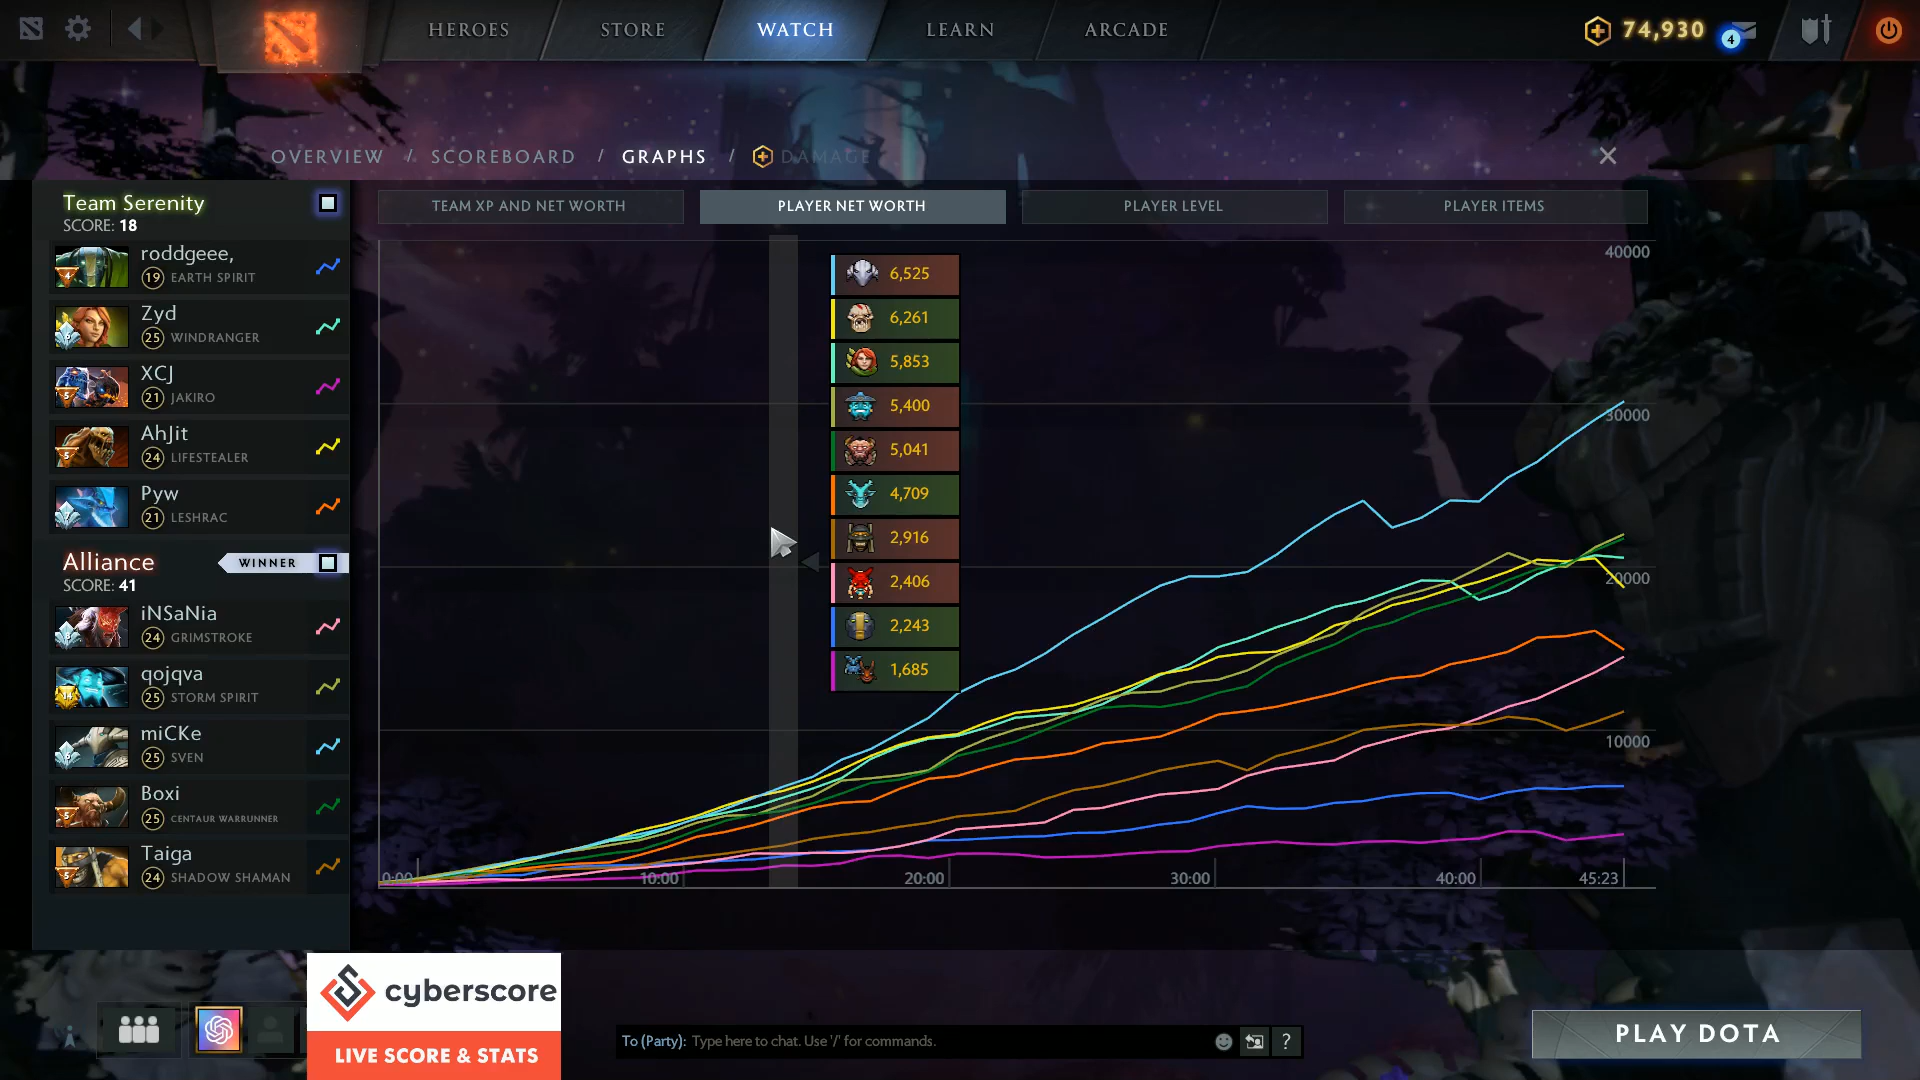 HEROES
STORE
WATCH
LEARN
ARCADE
74,930
4
OVERVIEW / SCOREBOARD / GRAPHS / DAMAGE
TEAM XP AND NET WORTH
PLAYER NET WORTH
PLAYER LEVEL
PLAYER ITEMS
Team Serenity
SCORE: 18
roddgeee,
19 EARTH SPIRIT
Zyd
25 WINDRANGER
XCJ
21 JAKIRO
AhJit
24 LIFESTEALER
Pyw
21 LESHRAC
Alliance
WINNER
SCORE: 41
iNSaNia
24 GRIMSTROKE
qojqva
25 STORM SPIRIT
miCKe
25 SVEN
Boxi
25 CENTAUR WARRUNNER
Taiga
24 SHADOW SHAMAN
6,525
6,261
5,853
5,400
5,041
4,709
2,916
2,406
2,243
1,685
40000
30000
20000
10000
0:00
10:00
20:00
30:00
40:00
45:23
cyberscore
LIVE SCORE & STATS
To (Party): Type here to chat. Use '/' for commands.
?
PLAY DOTA